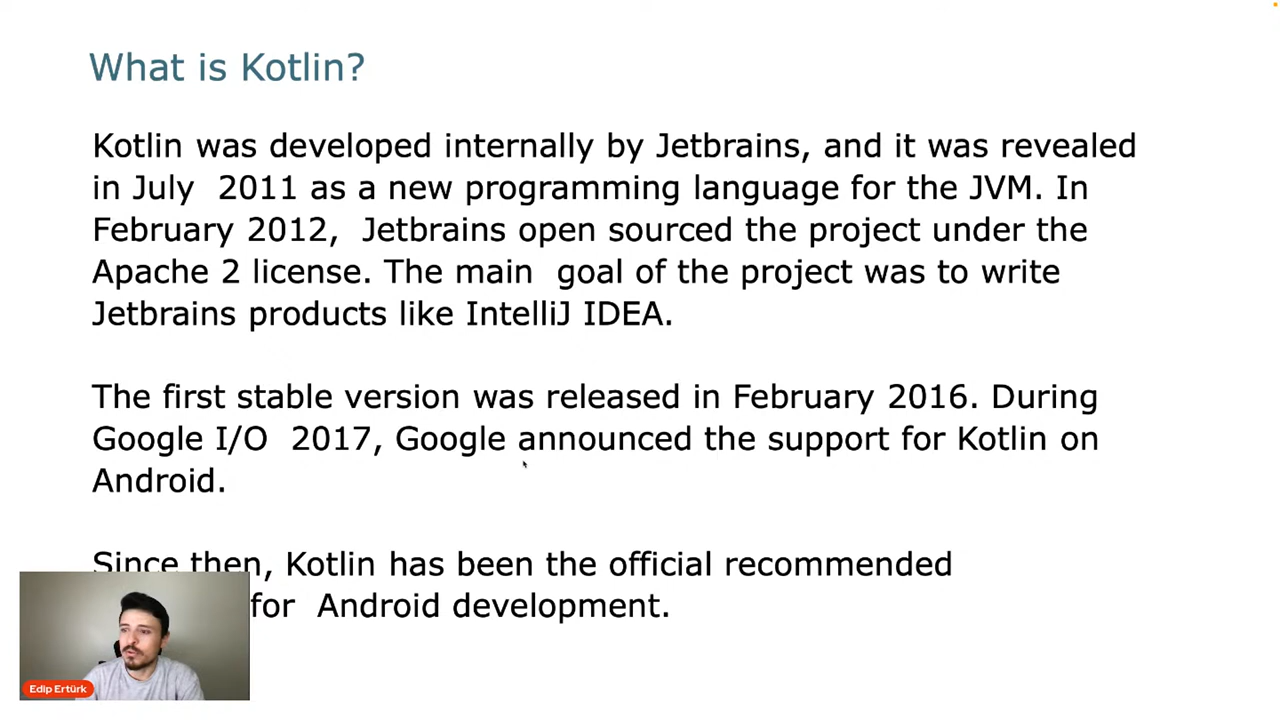 What is Kotlin?
Kotlin was developed internally by Jetbrains, and it was revealed
in July 2011 as a new programming language for the JVM. In
February 2012, Jetbrains open sourced the project under the
Apache 2 license. The main goal of the project was to write
Jetbrains products like IntelliJ IDEA.
The first stable version was released in February 2016. During
Google I/O 2017, Google announced the support for Kotlin on
Android.
Since then, Kotlin has been the official recommended
for Android development.
Edip Ertürk